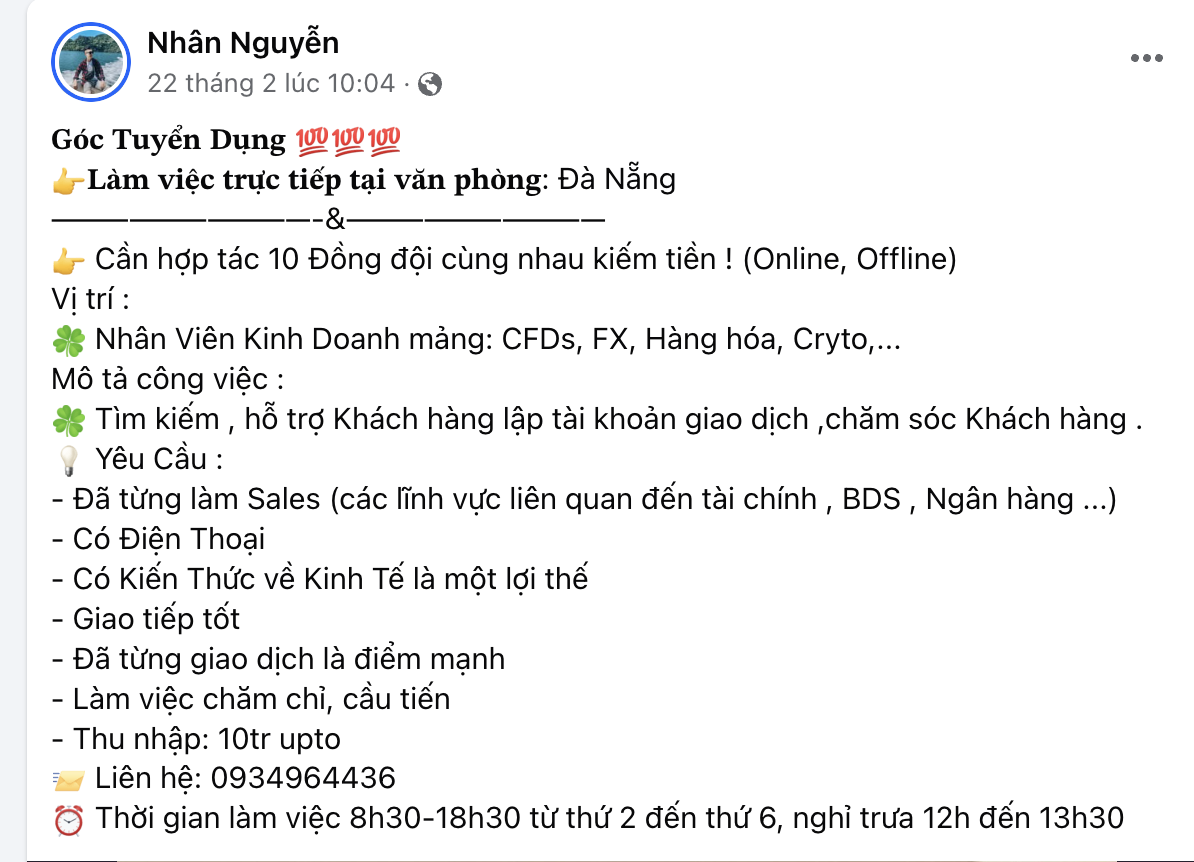 Nhân Nguyễn
22 tháng 2 lúc 10:04 ·
Góc Tuyển Dụng 💯💯💯
👉Làm việc trực tiếp tại văn phòng: Đà Nẵng
——————————-&——————————
👉 Cần hợp tác 10 Đồng đội cùng nhau kiếm tiền ! (Online, Offline)
Vị trí :
🍀 Nhân Viên Kinh Doanh mảng: CFDs, FX, Hàng hóa, Cryto,...
Mô tả công việc :
🍀 Tìm kiếm , hỗ trợ Khách hàng lập tài khoản giao dịch ,chăm sóc Khách hàng .
💡 Yêu Cầu :
- Đã từng làm Sales (các lĩnh vực liên quan đến tài chính , BDS , Ngân hàng ...)
- Có Điện Thoại
- Có Kiến Thức về Kinh Tế là một lợi thế
- Giao tiếp tốt
- Đã từng giao dịch là điểm mạnh
- Làm việc chăm chỉ, cầu tiến
- Thu nhập: 10tr upto
📨 Liên hệ: 0934964436
⏰ Thời gian làm việc 8h30-18h30 từ thứ 2 đến thứ 6, nghỉ trưa 12h đến 13h30